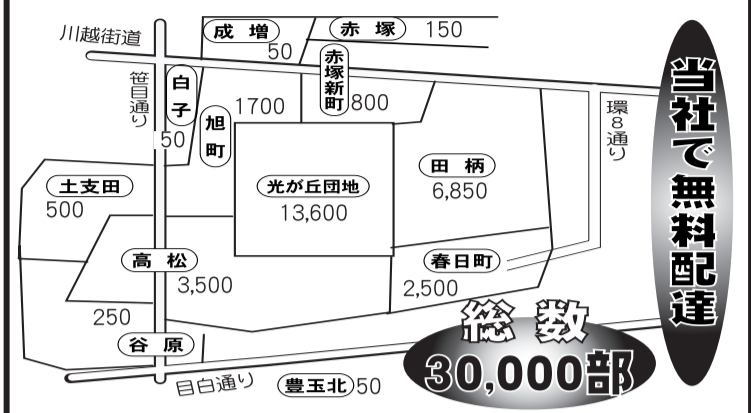 川越街道
成増
50
赤塚
150
笹目通り
白子
50
旭町
1700
赤塚新町
800
環8通り
土支田
500
光が丘団地
13,600
田柄
6,850
高松
3,500
春日町
2,500
250
谷原
目白通り
豊玉北50
総数
30,000部
当社で無料配達